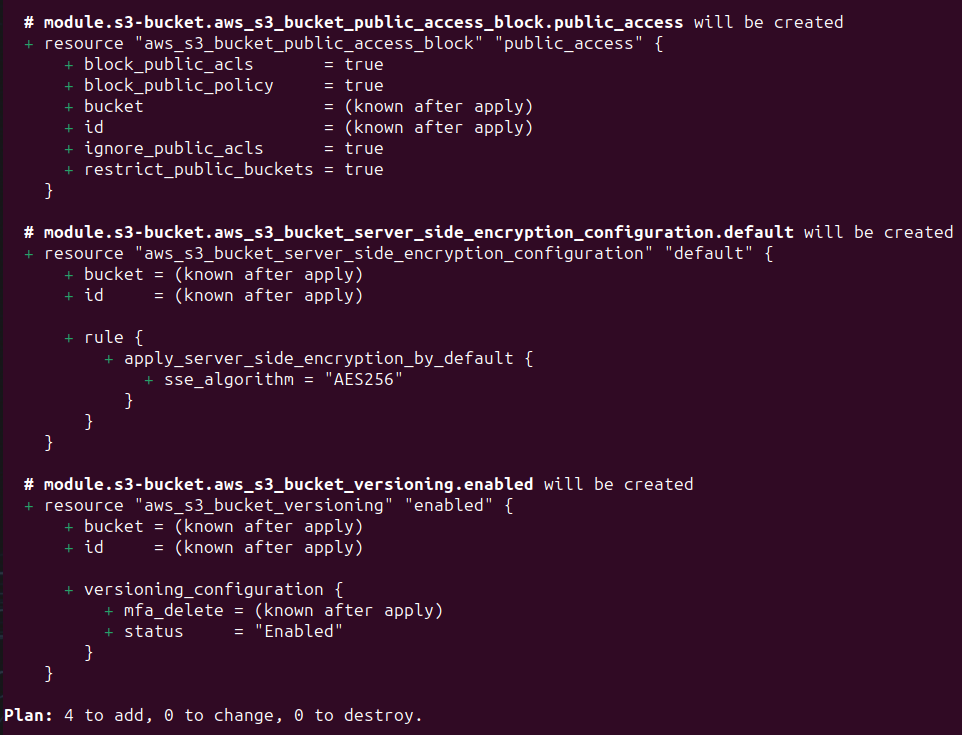 # module.s3-bucket.aws_s3_bucket_public_access_block.public_access will be created
+ resource "aws_s3_bucket_public_access_block" "public_access" {
+ block_public_acls = true
+ block_public_policy = true
+ bucket = (known after apply)
+ id = (known after apply)
+ ignore_public_acls = true
+ restrict_public_buckets = true
}
# module.s3-bucket.aws_s3_bucket_server_side_encryption_configuration.default will be created
+ resource "aws_s3_bucket_server_side_encryption_configuration" "default" {
+ bucket = (known after apply)
+ id = (known after apply)
+ rule {
+ apply_server_side_encryption_by_default {
+ sse_algorithm = "AES256"
}
}
}
# module.s3-bucket.aws_s3_bucket_versioning.enabled will be created
+ resource "aws_s3_bucket_versioning" "enabled" {
+ bucket = (known after apply)
+ id = (known after apply)
+ versioning_configuration {
+ mfa_delete = (known after apply)
+ status = "Enabled"
}
}
Plan: 4 to add, 0 to change, 0 to destroy.